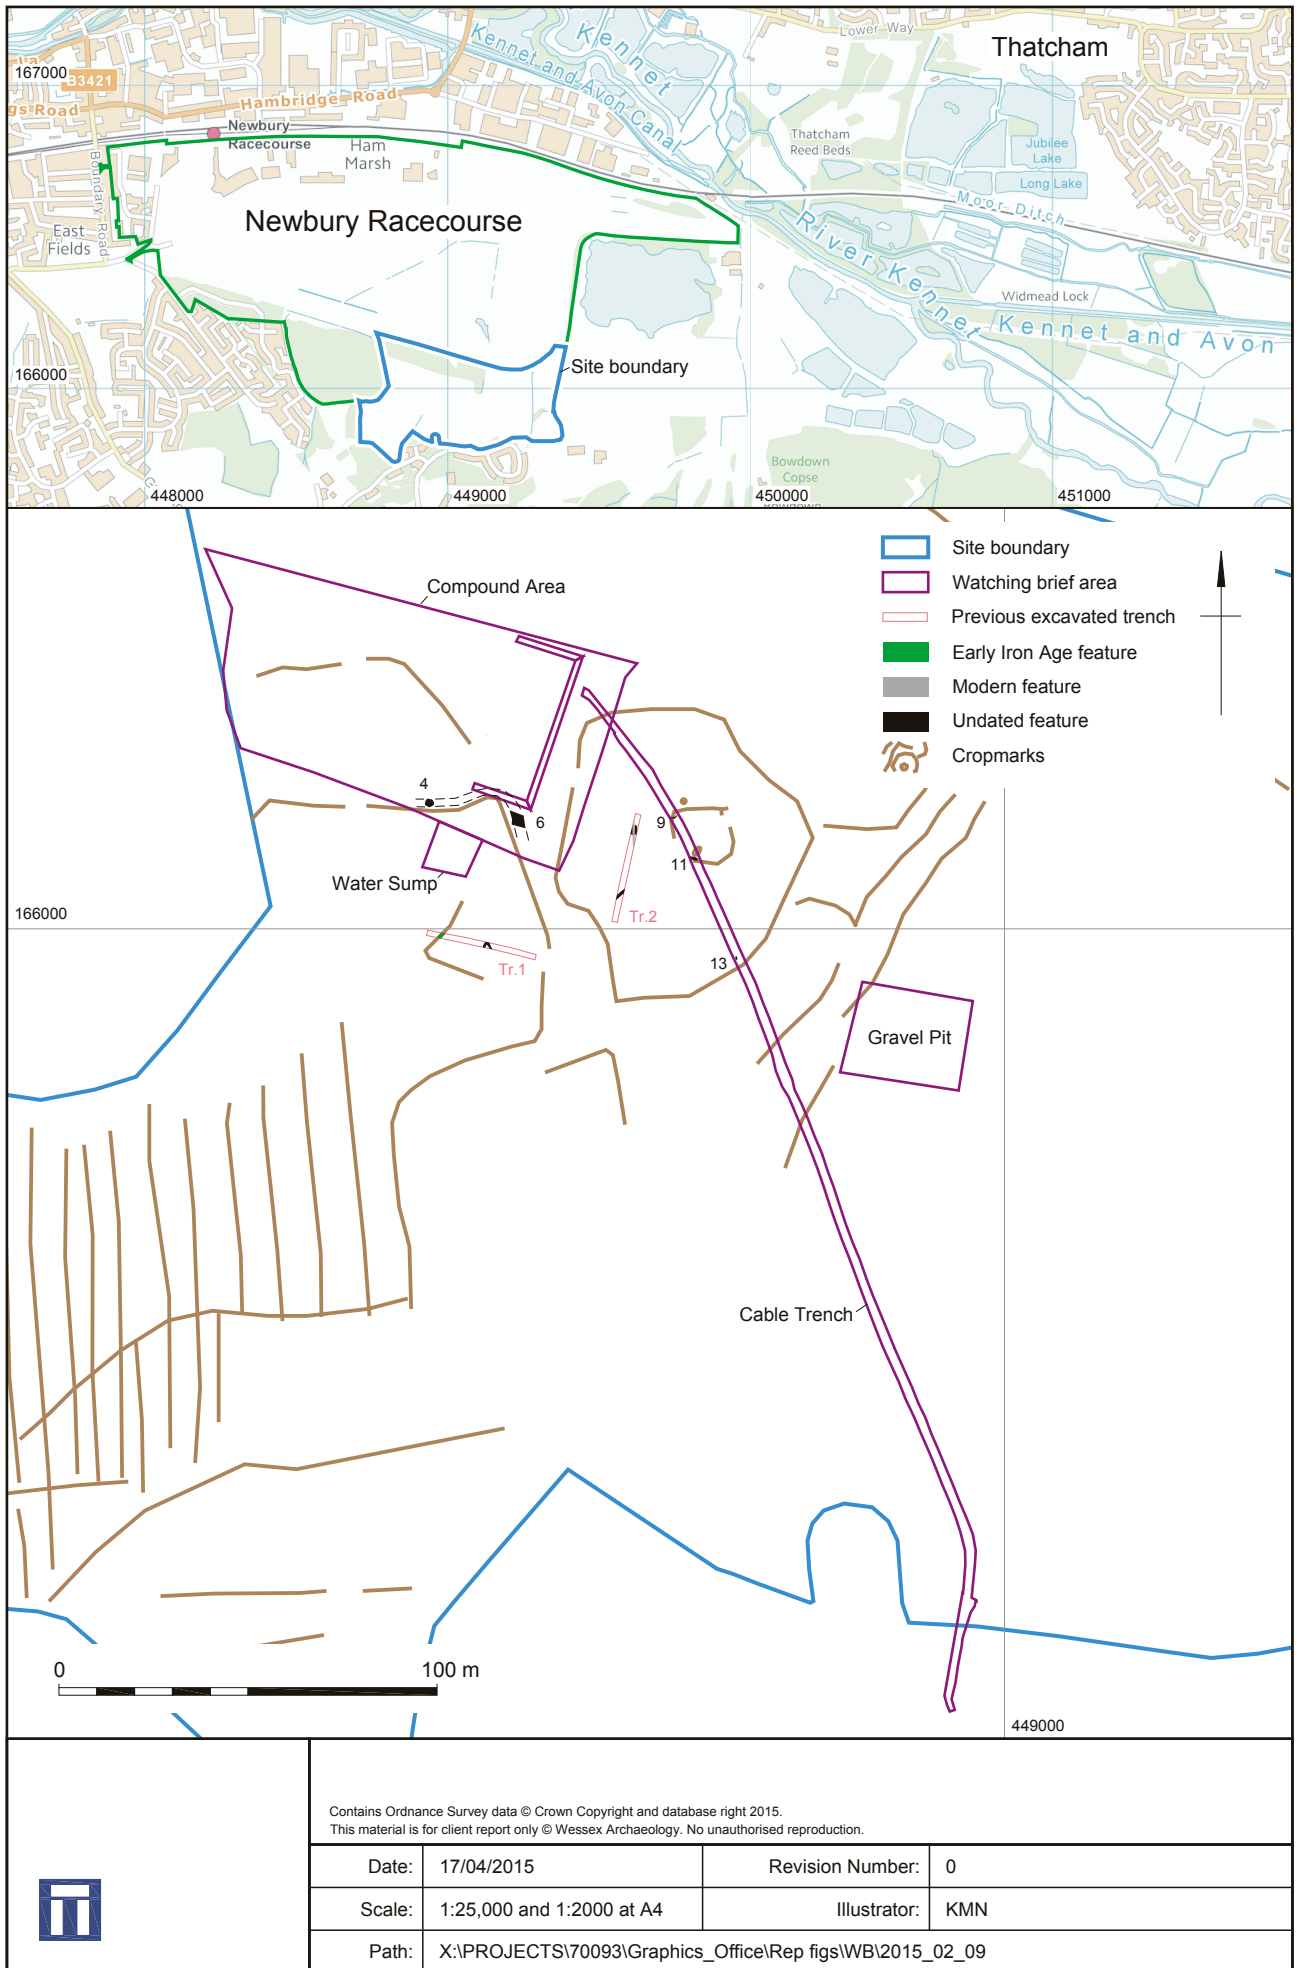 Thatcham
Lower Way
Kennet
Kennet and Avon Canal
167000
B3421
gs Road
Hambridge Road
Newbury
Racecourse
Ham
Marsh
Thatcham
Reed Beds
Jubilee
Lake
Long Lake
Moor Ditch
Boundary Road
East
Fields
Newbury Racecourse
River Kennet
Widmead Lock
Kennet and Avon
166000
Site boundary
Bowdown
Copse
448000
449000
450000
451000
Bowdown
Site boundary
Watching brief area
Previous excavated trench
Early Iron Age feature
Modern feature
Undated feature
Cropmarks
Compound Area
4
6
9
11
Water Sump
166000
Tr.2
Tr.1
13
Gravel Pit
Cable Trench
0
100 m
449000
Contains Ordnance Survey data © Crown Copyright and database right 2015.
This material is for client report only © Wessex Archaeology. No unauthorised reproduction.
Date: 17/04/2015 Revision Number: 0
Scale: 1:25,000 and 1:2000 at A4 Illustrator: KMN
Path: X:\PROJECTS\70093\Graphics_Office\Rep figs\WB\2015_02_09